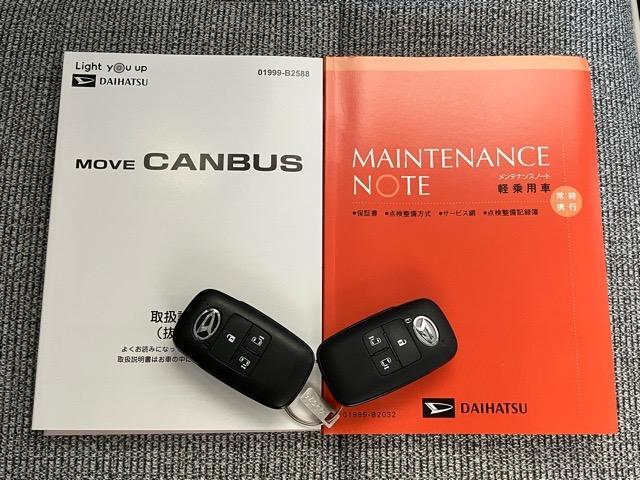 Light you up
DAIHATSU
01999-B2588
MOVE CANBUS
取扱
(抜
よくお読みになって
取扱説明書はお車の中に
MAINTENANCE
NOTE
メンテナンスノート
軽乗用車
常時
携行
●保証書 ●点検整備方式 ●サービス網 ●点検整備記録簿
01999-B2032
DAIHATSU